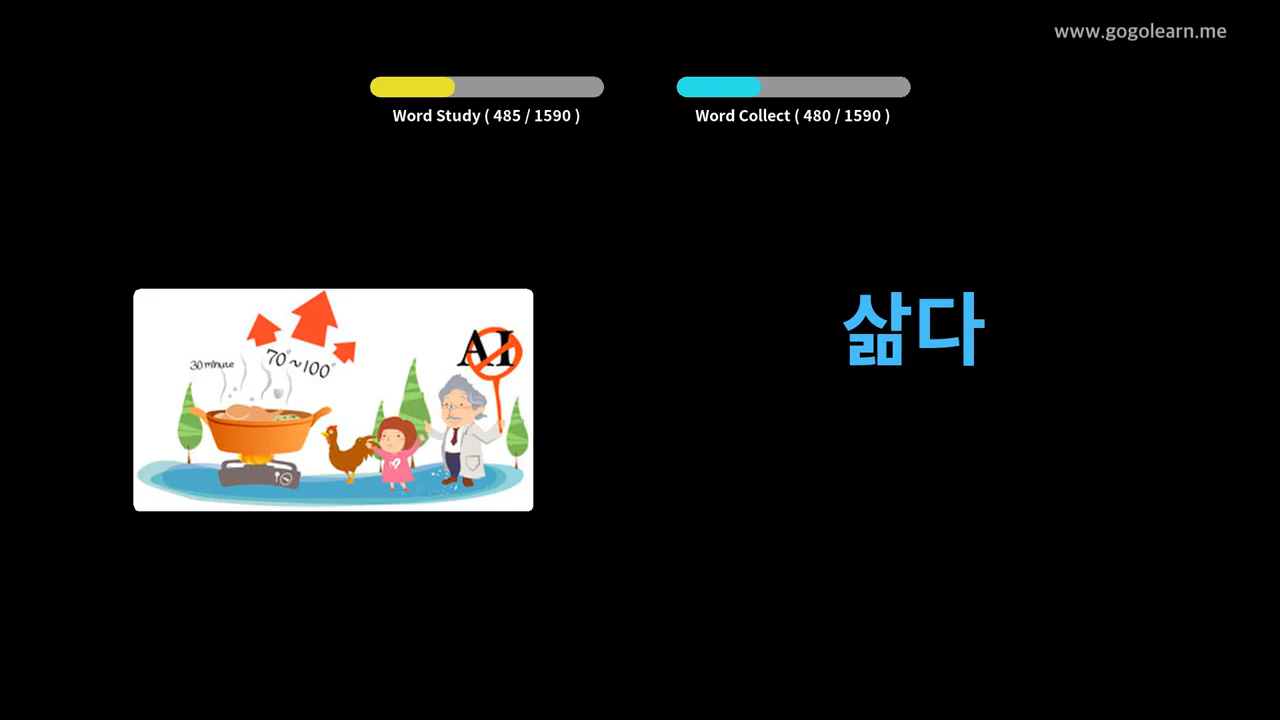 www.gogolearn.me
Word Study ( 485 / 1590 )
Word Collect ( 480 / 1590 )
30 minute
70°~100°
AI
삶다